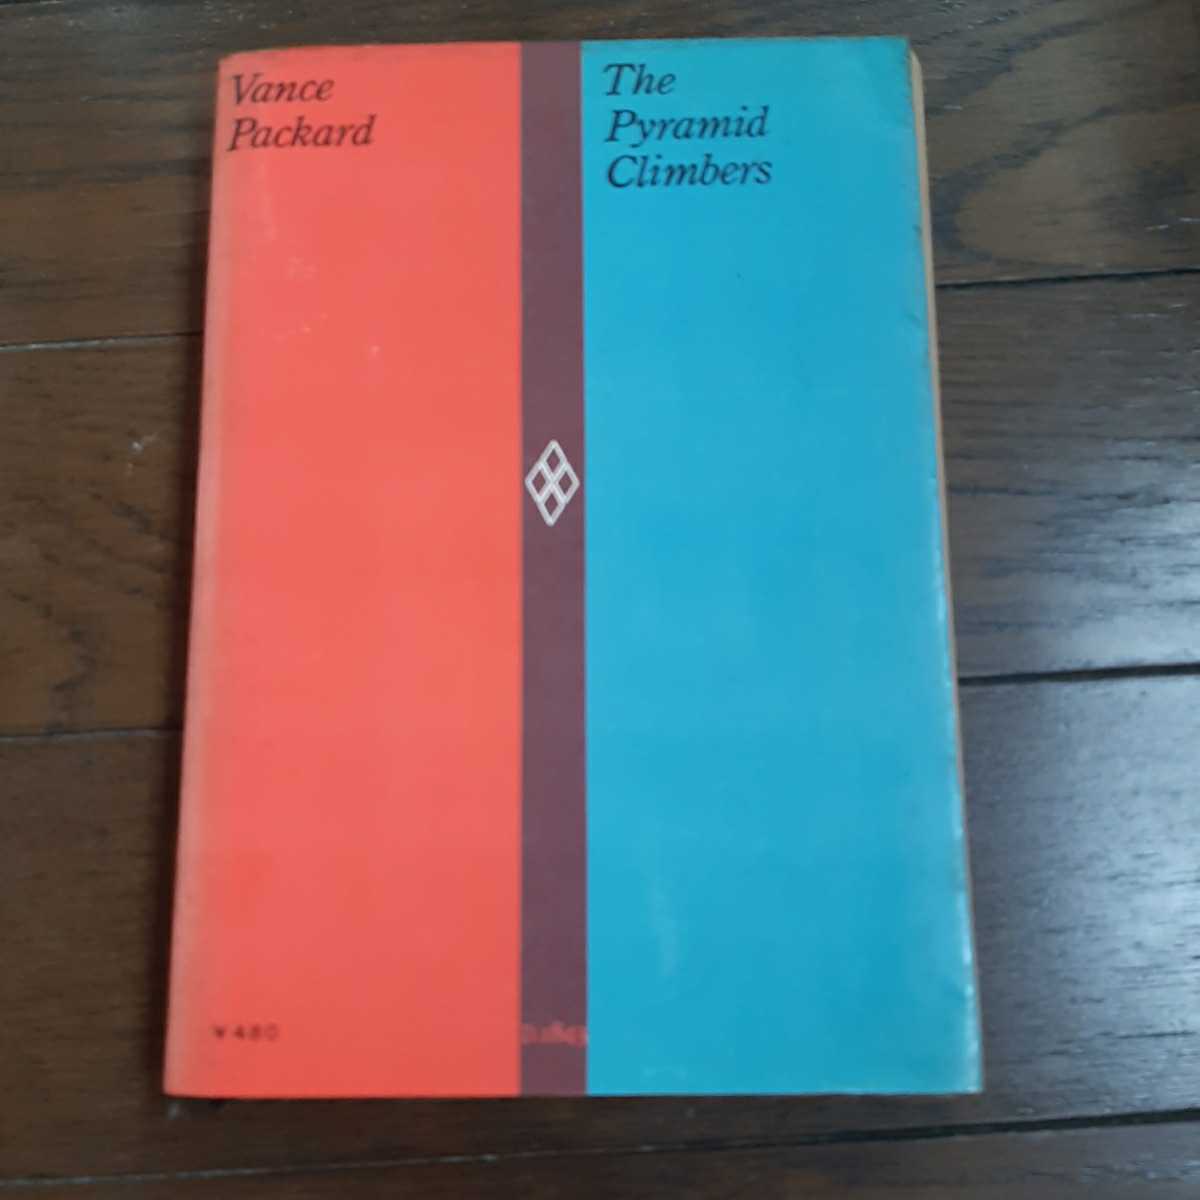 Vance
Packard
The
Pyramid
Climbers
¥480